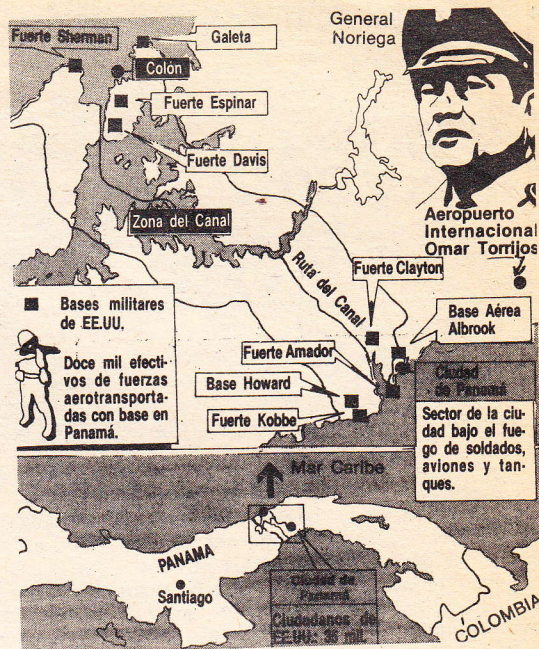 General
Noriega
Fuerte Sherman
Galeta
Colón
Fuerte Espinar
Fuerte Davis
Zona del Canal
Aeropuerto
Internacional
Omar Torrijos
Fuerte Clayton
Ruta del Canal
Base Aérea
Albrook
Bases militares
de EE.UU.
Doce mil efecti-
vos de fuerzas
aerotransporta-
das con base en
Panamá.
Fuerte Amador
Base Howard
Fuerte Kobbe
Ciudad
de Panamá
Sector de la ciu-
dad bajo el fue-
go de soldados,
aviones y tan-
ques.
Mar Caribe
PANAMA
Santiago
Ciudad de
Panamá
Ciudadanos de
EE.UU.: 35 mil.
COLOMBIA